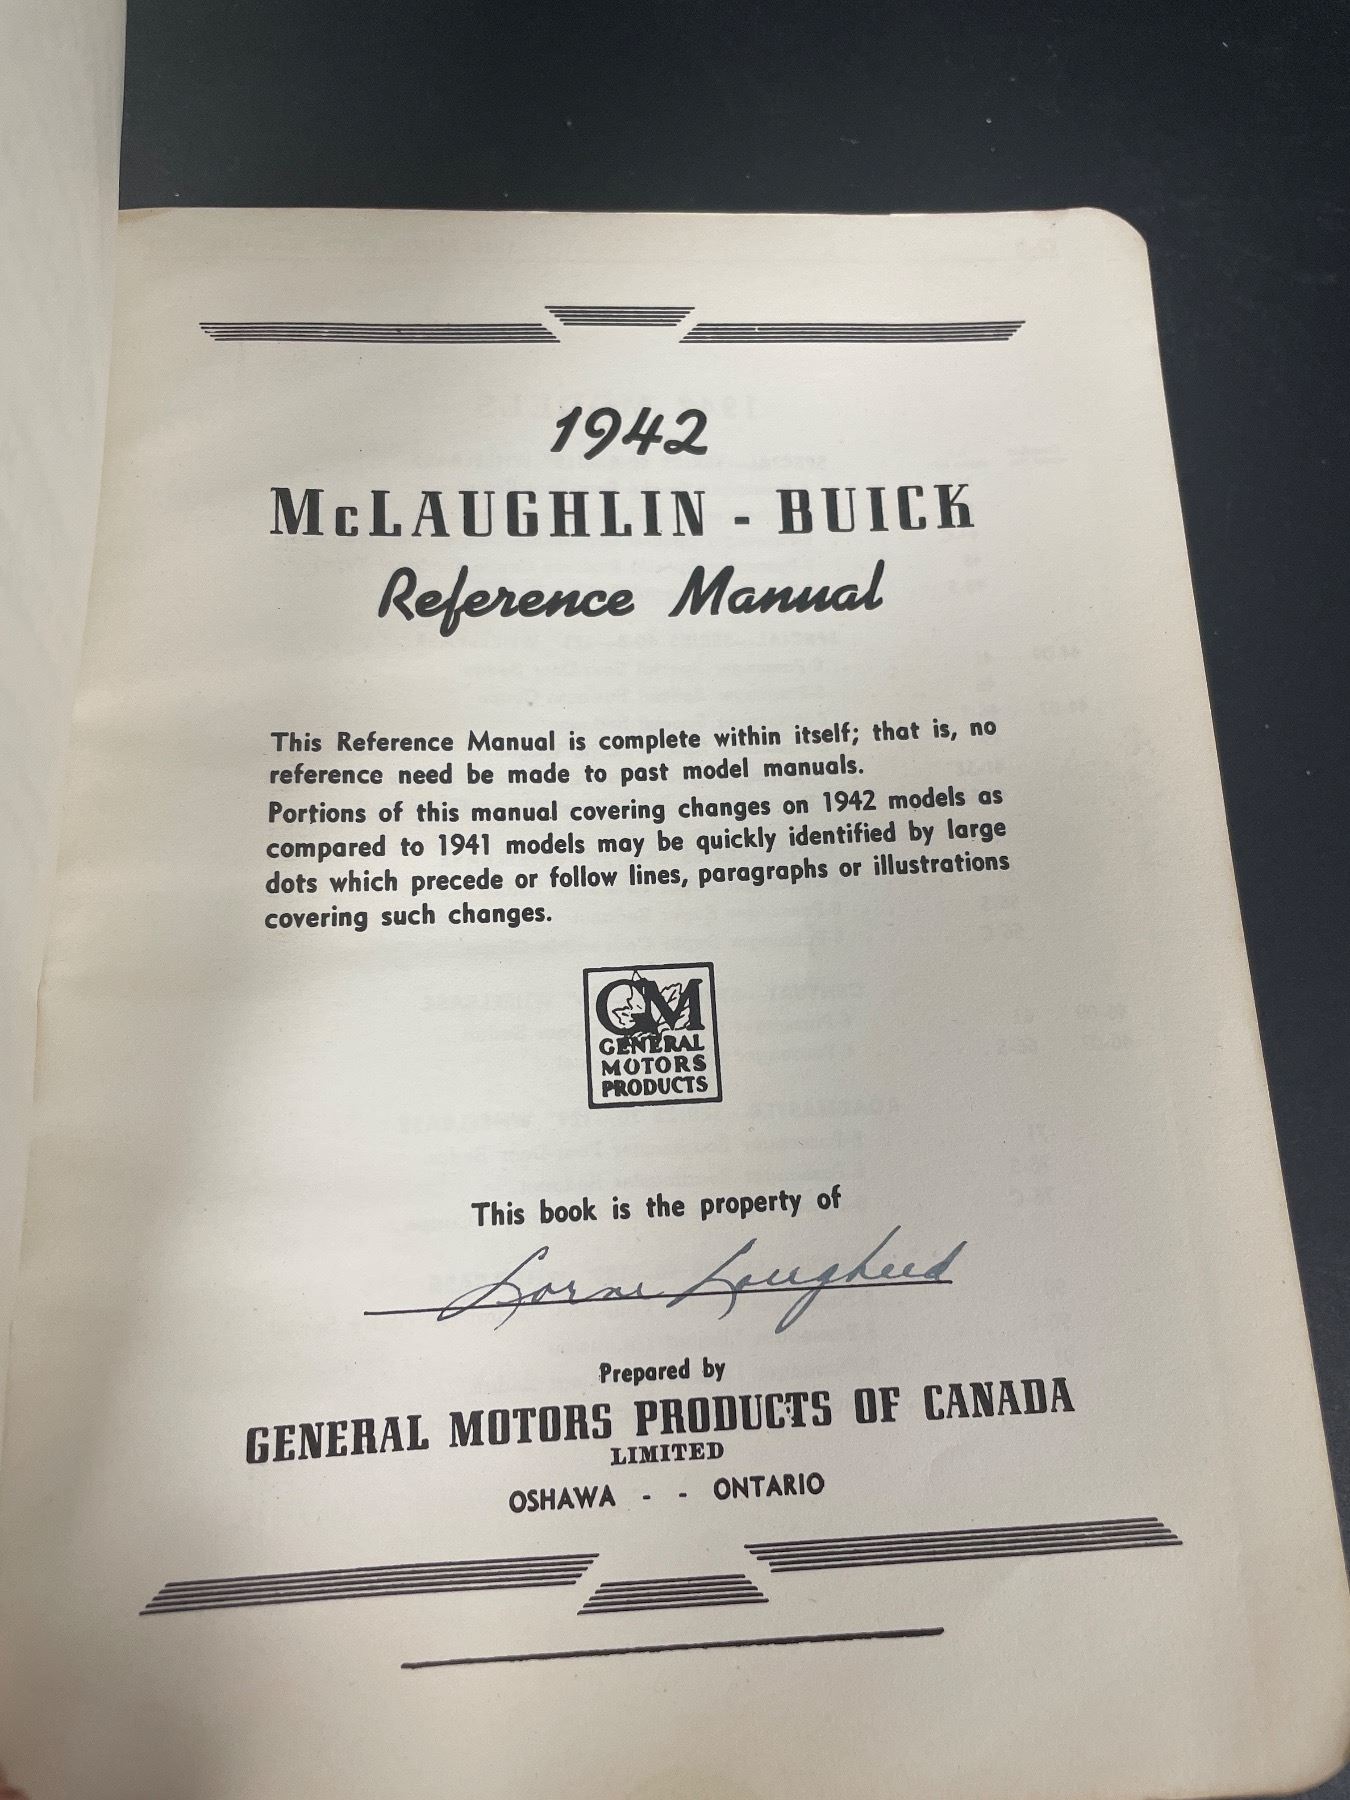 1942
McLAUGHLIN - BUICK
Reference Manual
This Reference Manual is complete within itself; that is, no
reference need be made to past model manuals.
Portions of this manual covering changes on 1942 models as
compared to 1941 models may be quickly identified by large
dots which precede or follow lines, paragraphs or illustrations
covering such changes.
GM
GENERAL
MOTORS
PRODUCTS
This book is the property of
Lorne Lougheed
Prepared by
GENERAL MOTORS PRODUCTS OF CANADA
LIMITED
OSHAWA - - ONTARIO